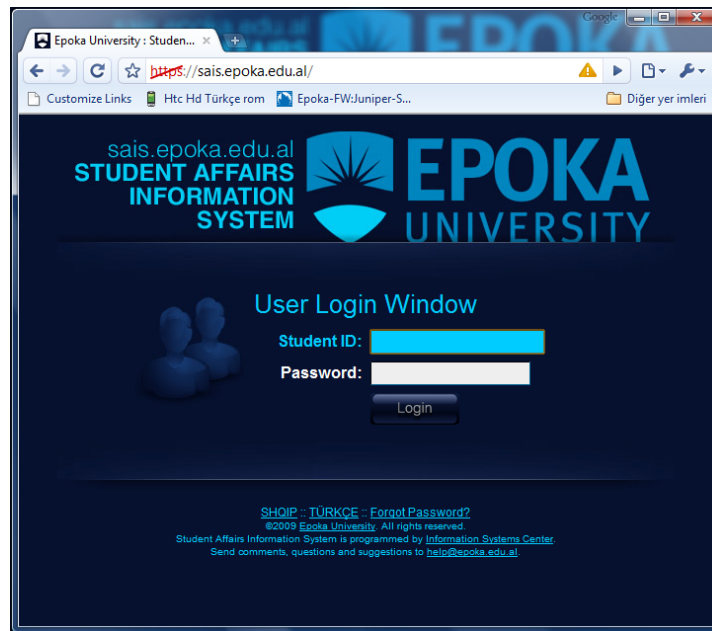 Google
Epoka University : Studen...
https://sais.epoka.edu.al/
Customize Links Htc Hd Türkçe rom Epoka-FW:Juniper-S... Diğer yer imleri
sais.epoka.edu.al
STUDENT AFFAIRS
INFORMATION
SYSTEM
EPOKA
UNIVERSITY
User Login Window
Student ID:
Password:
Login
SHQIP :: TÜRKÇE :: Forgot Password?
©2009 Epoka University. All rights reserved.
Student Affairs Information System is programmed by Information Systems Center.
Send comments, questions and suggestions to help@epoka.edu.al.